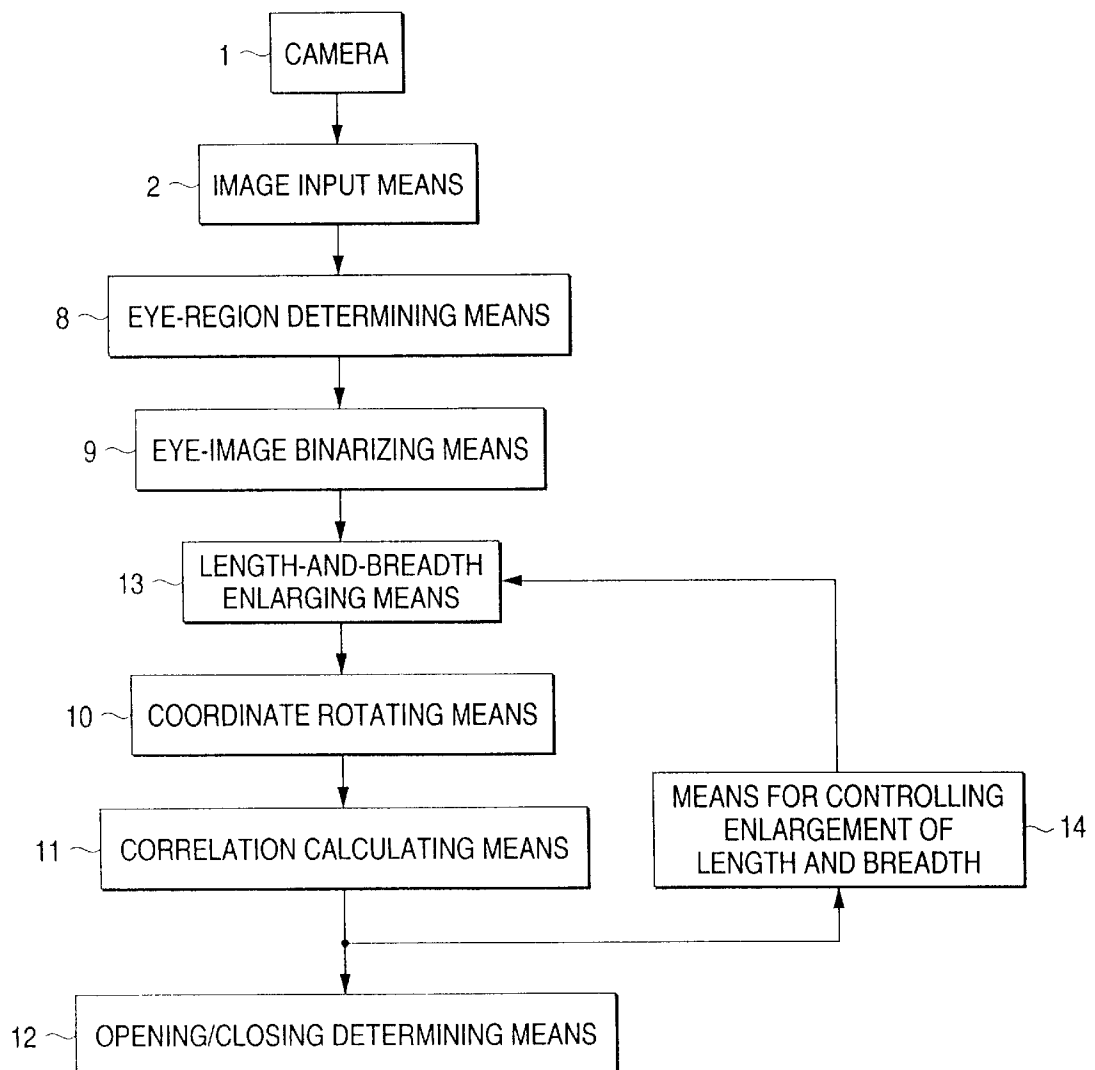 1 CAMERA
2 IMAGE INPUT MEANS
8 EYE-REGION DETERMINING MEANS
9 EYE-IMAGE BINARIZING MEANS
13 LENGTH-AND-BREADTH
ENLARGING MEANS
10 COORDINATE ROTATING MEANS
11 CORRELATION CALCULATING MEANS
MEANS FOR CONTROLLING
ENLARGEMENT OF 14
LENGTH AND BREADTH
12 OPENING/CLOSING DETERMINING MEANS